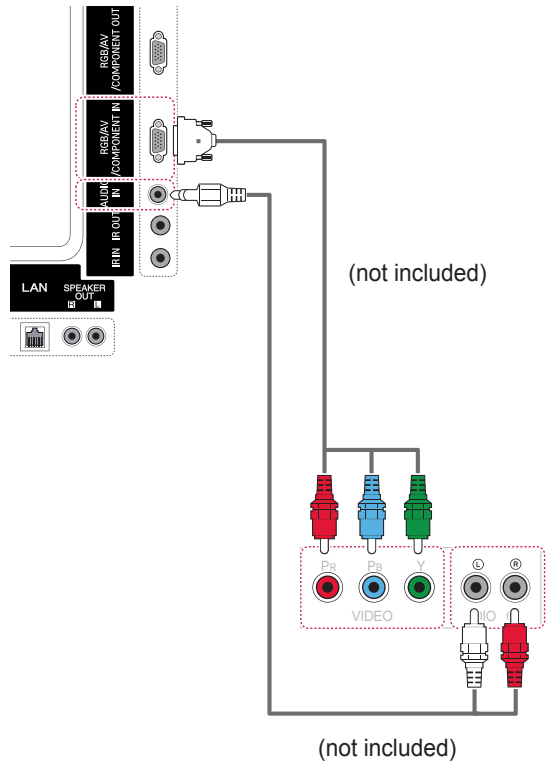 RGB/AV
/COMPONENT OUT
RGB/AV
/COMPONENT IN
AUDIO
IN
IR OUT
IR IN
LAN
SPEAKER
OUT
R L
(not included)
PR PB Y
VIDEO
L R
(not included)